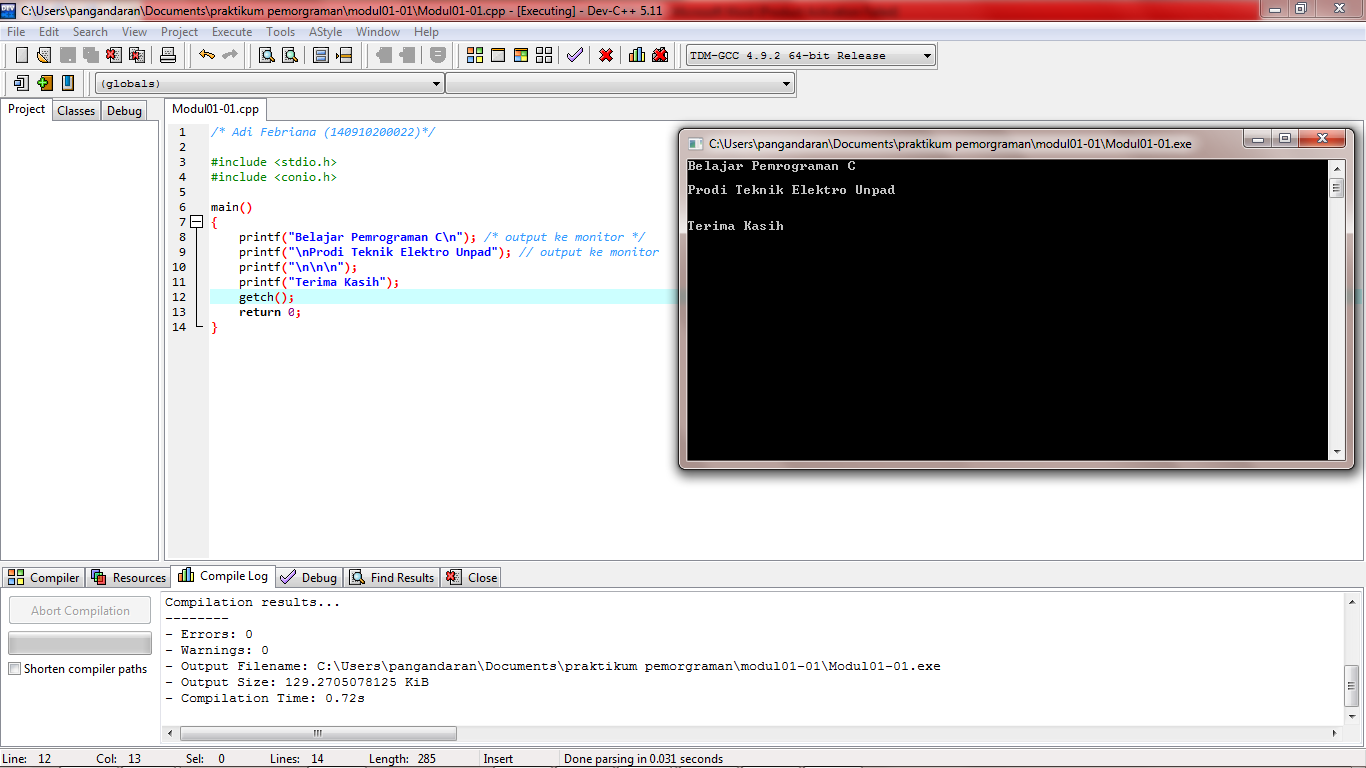 C:\Users\pangandaran\Documents\praktikum pemorgraman\modul01-01\Modul01-01.cpp - [Executing] - Dev-C++ 5.11
File Edit Search View Project Execute Tools AStyle Window Help
TDM-GCC 4.9.2 64-bit Release
(globals)
Project Classes Debug
Modul01-01.cpp
1 /* Adi Febriana (140910200022)*/
2
3 #include <stdio.h>
4 #include <conio.h>
5
6 main()
7 {
8 printf("Belajar Pemrograman C\n"); /* output ke monitor */
9 printf("\nProdi Teknik Elektro Unpad"); // output ke monitor
10 printf("\n\n\n");
11 printf("Terima Kasih");
12 getch();
13 return 0;
14 }
C:\Users\pangandaran\Documents\praktikum pemorgraman\modul01-01\Modul01-01.exe
Belajar Pemrograman C
Prodi Teknik Elektro Unpad
Terima Kasih
Compiler Resources Compile Log Debug Find Results Close
Abort Compilation
Shorten compiler paths
Compilation results...
--------
- Errors: 0
- Warnings: 0
- Output Filename: C:\Users\pangandaran\Documents\praktikum pemorgraman\modul01-01\Modul01-01.exe
- Output Size: 129.2705078125 KiB
- Compilation Time: 0.72s
Line: 12 Col: 13 Sel: 0 Lines: 14 Length: 285 Insert Done parsing in 0.031 seconds